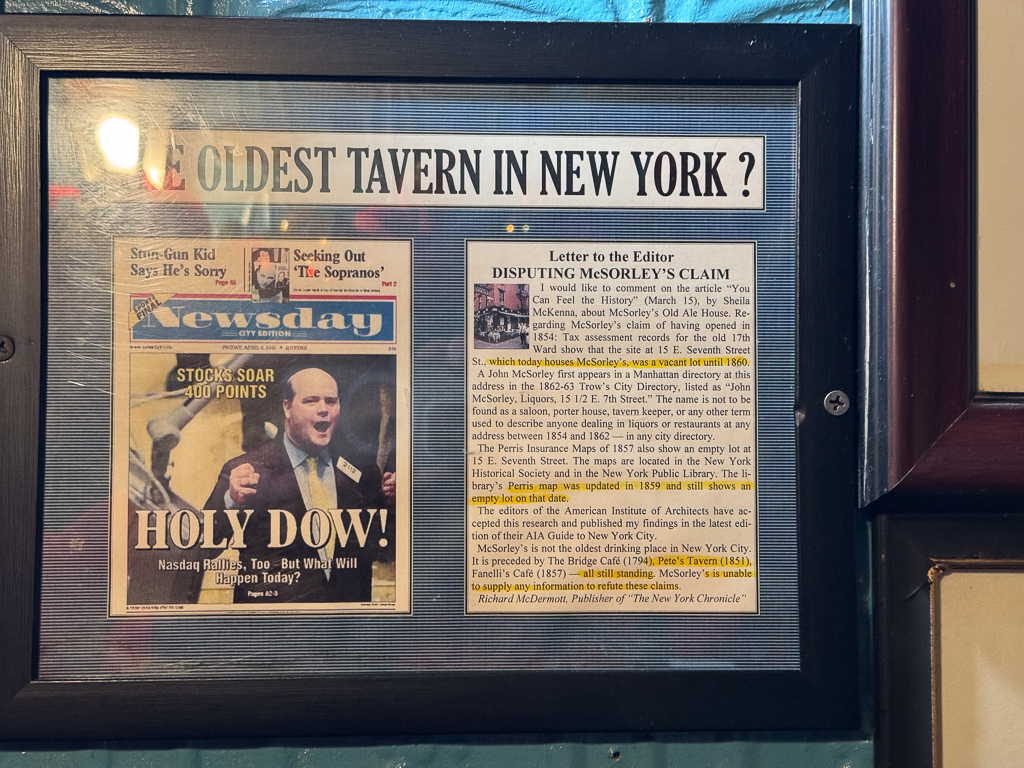 E OLDEST TAVERN IN NEW YORK ?
Stun-Gun Kid
Says He's Sorry
Seeking Out
'The Sopranos'
Part 2
FINAL
Newsday
CITY EDITION
FRIDAY, APRIL 6, 2001 • QUEENS
STOCKS SOAR
400 POINTS
HOLY DOW!
Nasdaq Rallies, Too - But What Will
Happen Today?
Pages A2-3
Letter to the Editor
DISPUTING McSORLEY'S CLAIM
I would like to comment on the article "You
Can Feel the History" (March 15), by Sheila
McKenna, about McSorley's Old Ale House. Re-
garding McSorley's claim of having opened in
1854: Tax assessment records for the old 17th
Ward show that the site at 15 E. Seventh Street
St., which today houses McSorley's, was a vacant lot until 1860.
A John McSorley first appears in a Manhattan directory at this
address in the 1862-63 Trow's City Directory, listed as "John
McSorley, Liquors, 15 1/2 E. 7th Street." The name is not to be
found as a saloon, porter house, tavern keeper, or any other term
used to describe anyone dealing in liquors or restaurants at any
address between 1854 and 1862 — in any city directory.
The Perris Insurance Maps of 1857 also show an empty lot at
15 E. Seventh Street. The maps are located in the New York
Historical Society and in the New York Public Library. The li-
brary's Perris map was updated in 1859 and still shows an
empty lot on that date.
The editors of the American Institute of Architects have ac-
cepted this research and published my findings in the latest edi-
tion of their AIA Guide to New York City.
McSorley's is not the oldest drinking place in New York City.
It is preceded by The Bridge Café (1794), Pete's Tavern (1851),
Fanelli's Café (1857) — all still standing. McSorley's is unable
to supply any information to refute these claims.
Richard McDermott, Publisher of "The New York Chronicle"